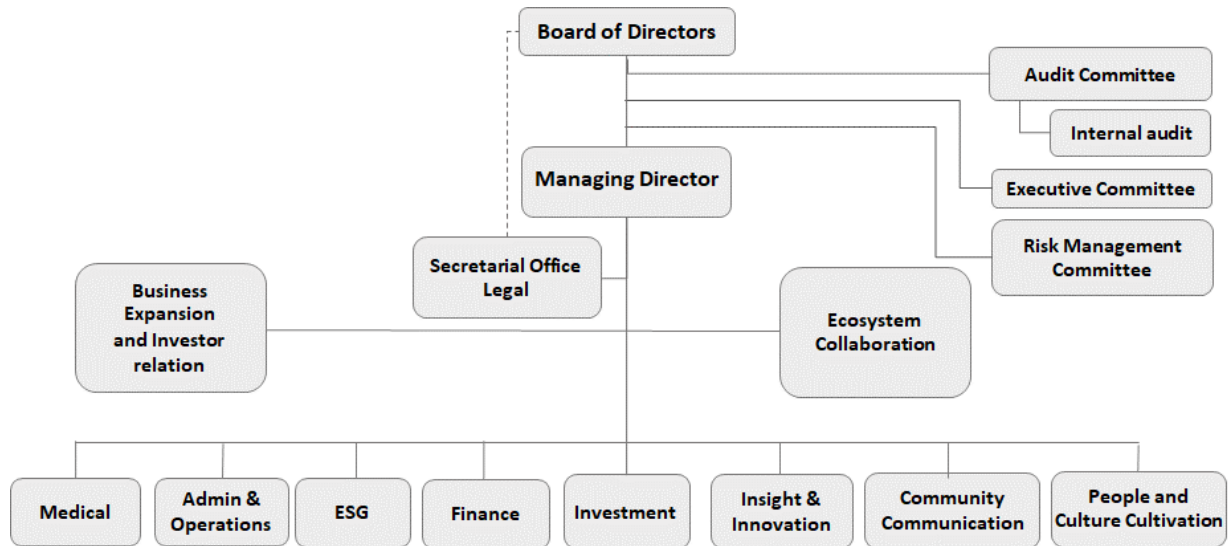 Board of Directors
Audit Committee
Internal audit
Managing Director
Executive Committee
Secretarial Office
Legal
Risk Management
Committee
Business
Expansion
and Investor
relation
Ecosystem
Collaboration
Medical
Admin &
Operations
ESG
Finance
Investment
Insight &
Innovation
Community
Communication
People and
Culture Cultivation